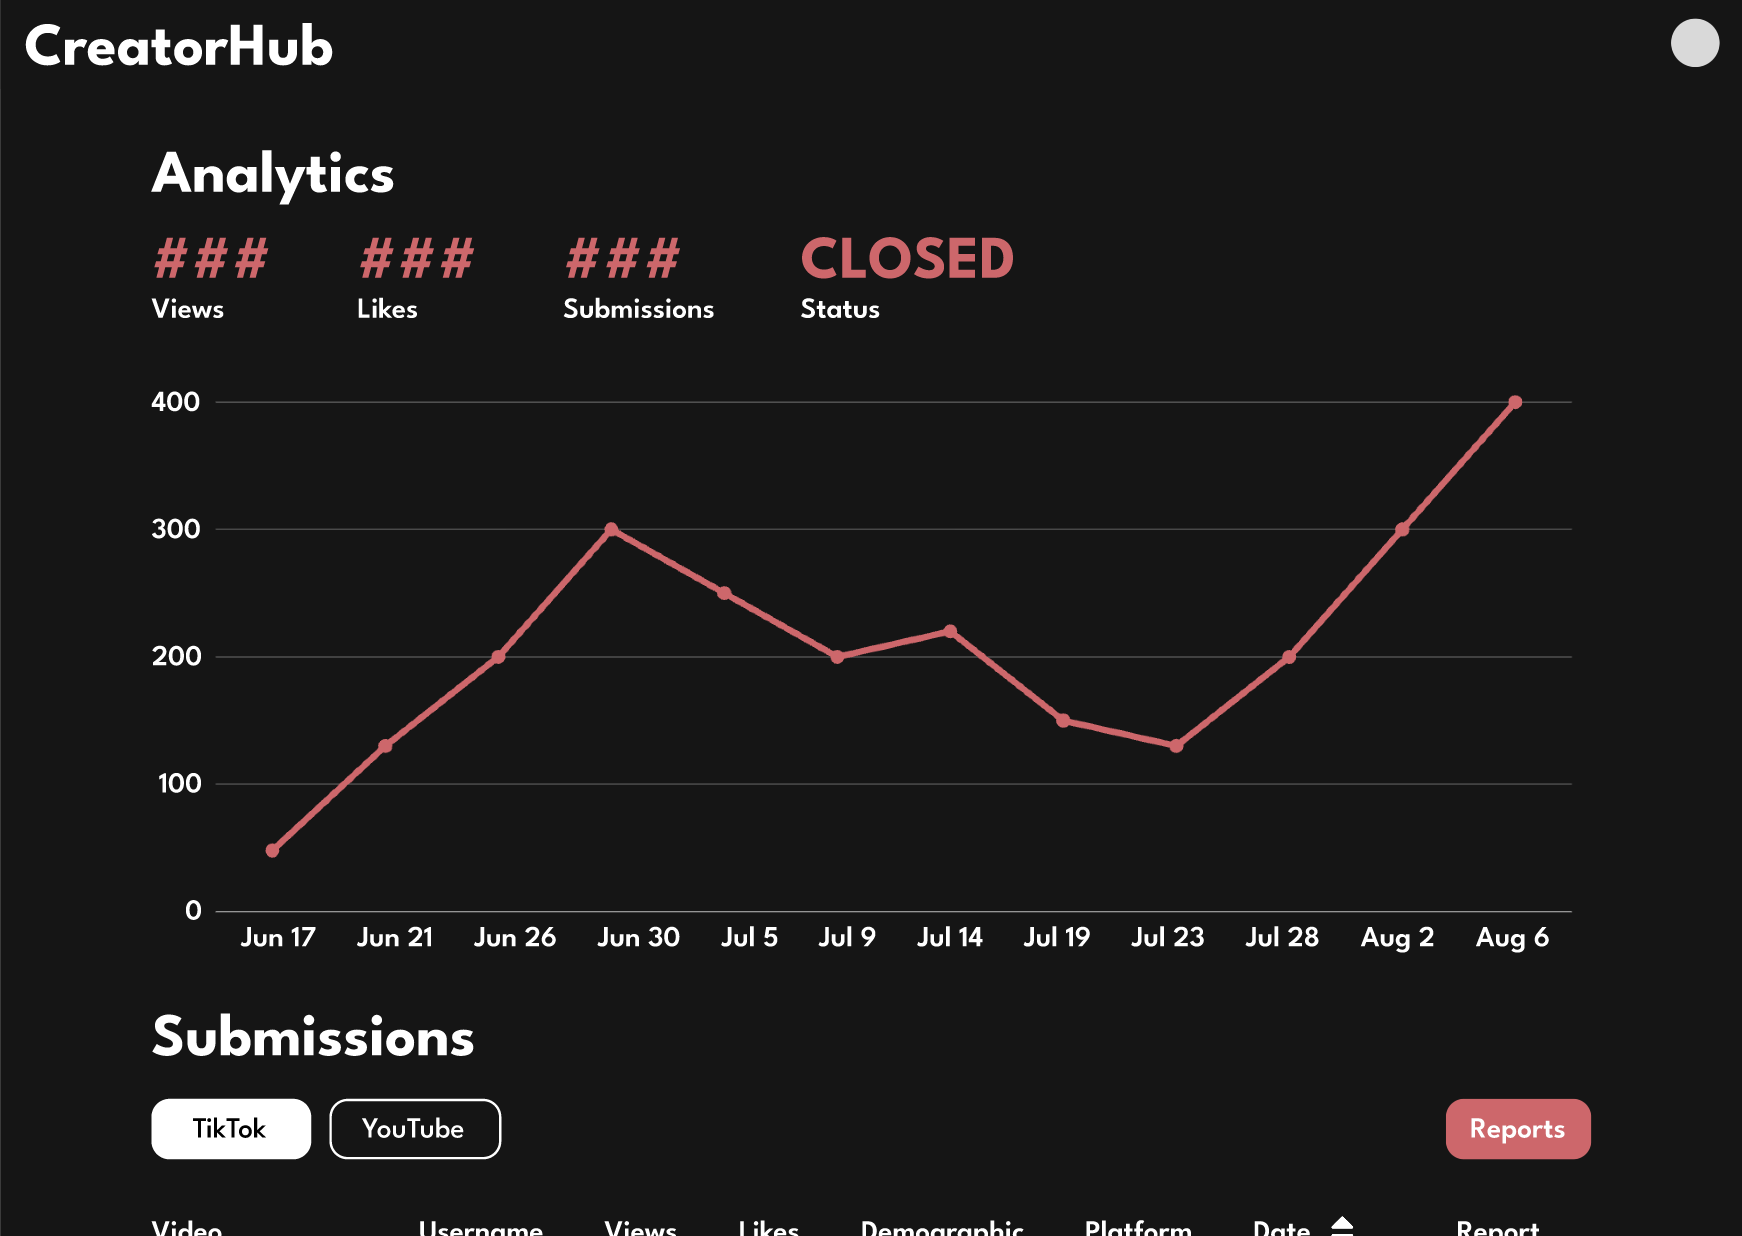 CreatorHub
Analytics
### ### ### CLOSED
Views Likes Submissions Status
400
300
200
100
0
Jun 17 Jun 21 Jun 26 Jun 30 Jul 5 Jul 9 Jul 14 Jul 19 Jul 23 Jul 28 Aug 2 Aug 6
Submissions
TikTok YouTube Reports
Video Username Views Likes Demographic Platform Date Report